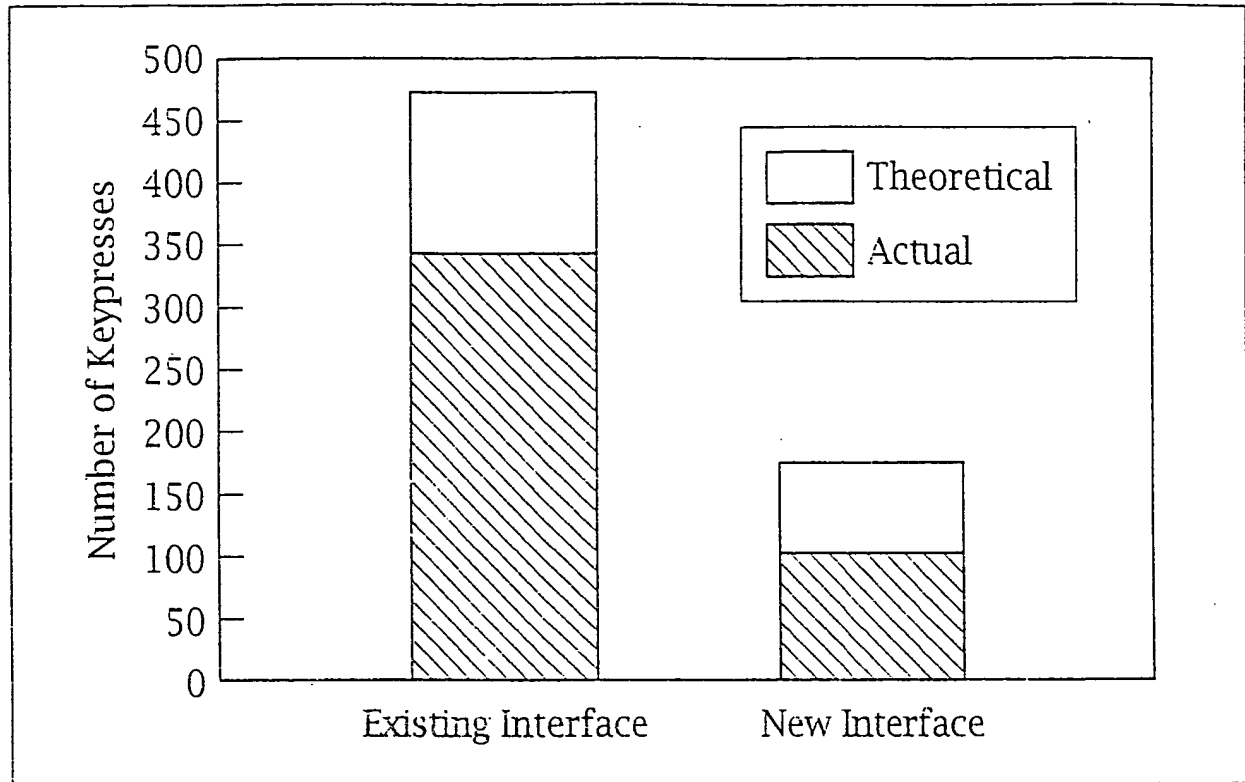 Number of Keypresses
500
450
400
350
300
250
200
150
100
50
0
Theoretical
Actual
Existing Interface
New Interface